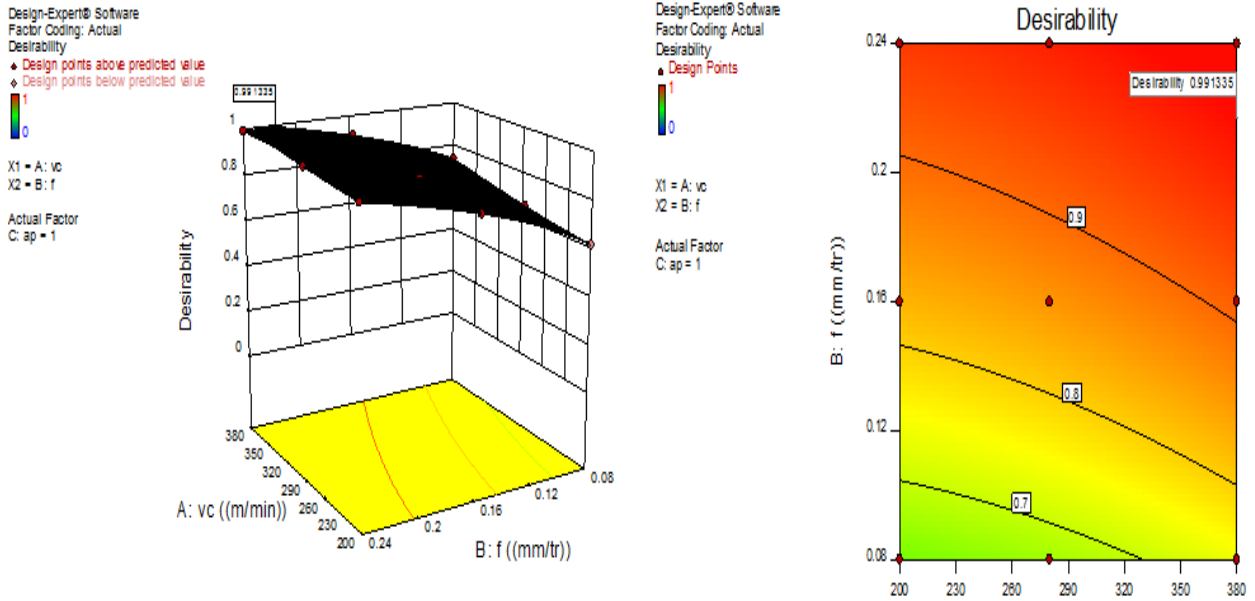 Design-Expert® Software
Factor Coding: Actual
Desirability
Design points above predicted value
Design points below predicted value
1
0
X1 = A: vc
X2 = B: f
Actual Factor
C: ap = 1
0.991335
1
0.8
0.6
0.4
0.2
0
Desirability
380
350
320
290
260
230
200
A: vc ((m/min))
0.24
0.2
0.16
0.12
0.08
B: f ((mm/tr))
Design-Expert® Software
Factor Coding: Actual
Desirability
Design Points
1
0
X1 = A: vc
X2 = B: f
Actual Factor
C: ap = 1
Desirability
0.24
0.2
0.16
0.12
0.08
B: f ((mm/tr))
Desirability 0.991335
0.9
0.8
0.7
200 230 260 290 320 350 380